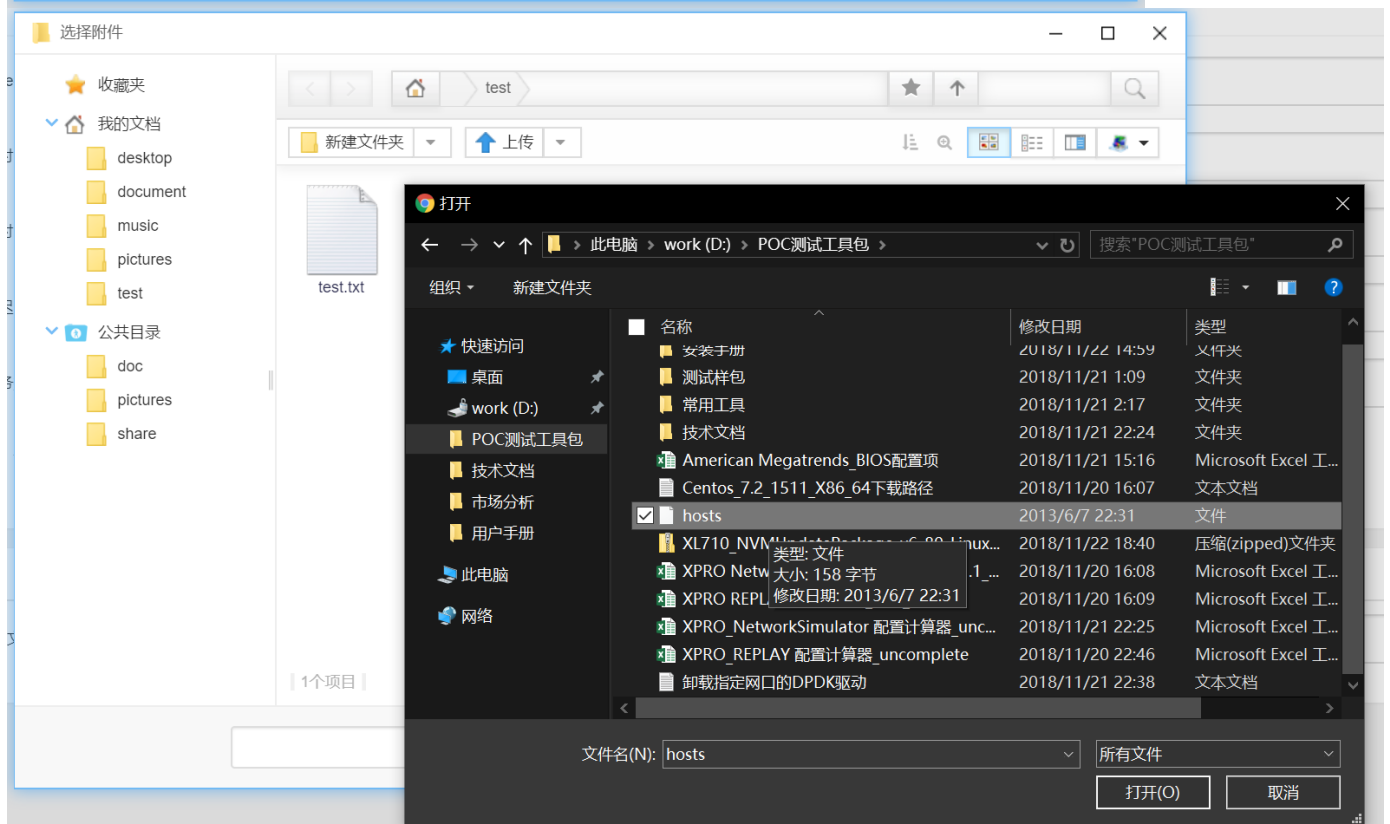 选择附件
收藏夹
我的文档
desktop
document
music
pictures
test
公共目录
doc
pictures
share
test
新建文件夹
上传
test.txt
1个项目
打开
此电脑 › work (D:) › POC测试工具包 ›
搜索"POC测试工具包"
组织
新建文件夹
快速访问
桌面
work (D:)
POC测试工具包
技术文档
市场分析
用户手册
此电脑
网络
名称 修改日期 类型
安装手册 2018/11/22 14:59 文件夹
测试样包 2018/11/21 1:09 文件夹
常用工具 2018/11/21 2:17 文件夹
技术文档 2018/11/21 22:24 文件夹
American Megatrends_BIOS配置项 2018/11/21 15:16 Microsoft Excel 工...
Centos_7.2_1511_X86_64下载路径 2018/11/20 16:07 文本文档
hosts 2013/6/7 22:31 文件
XL710_NVMUpdatePackage_v6_80_Linux... 2018/11/22 18:40 压缩(zipped)文件夹
XPRO Netw .1_... 2018/11/20 16:08 Microsoft Excel 工...
XPRO REPL 2018/11/20 16:09 Microsoft Excel 工...
XPRO_NetworkSimulator 配置计算器_unc... 2018/11/21 22:25 Microsoft Excel 工...
XPRO_REPLAY 配置计算器_uncomplete 2018/11/20 22:46 Microsoft Excel 工...
卸载指定网口的DPDK驱动 2018/11/21 22:38 文本文档
类型: 文件
大小: 158 字节
修改日期: 2013/6/7 22:31
文件名(N): hosts 所有文件
打开(O) 取消